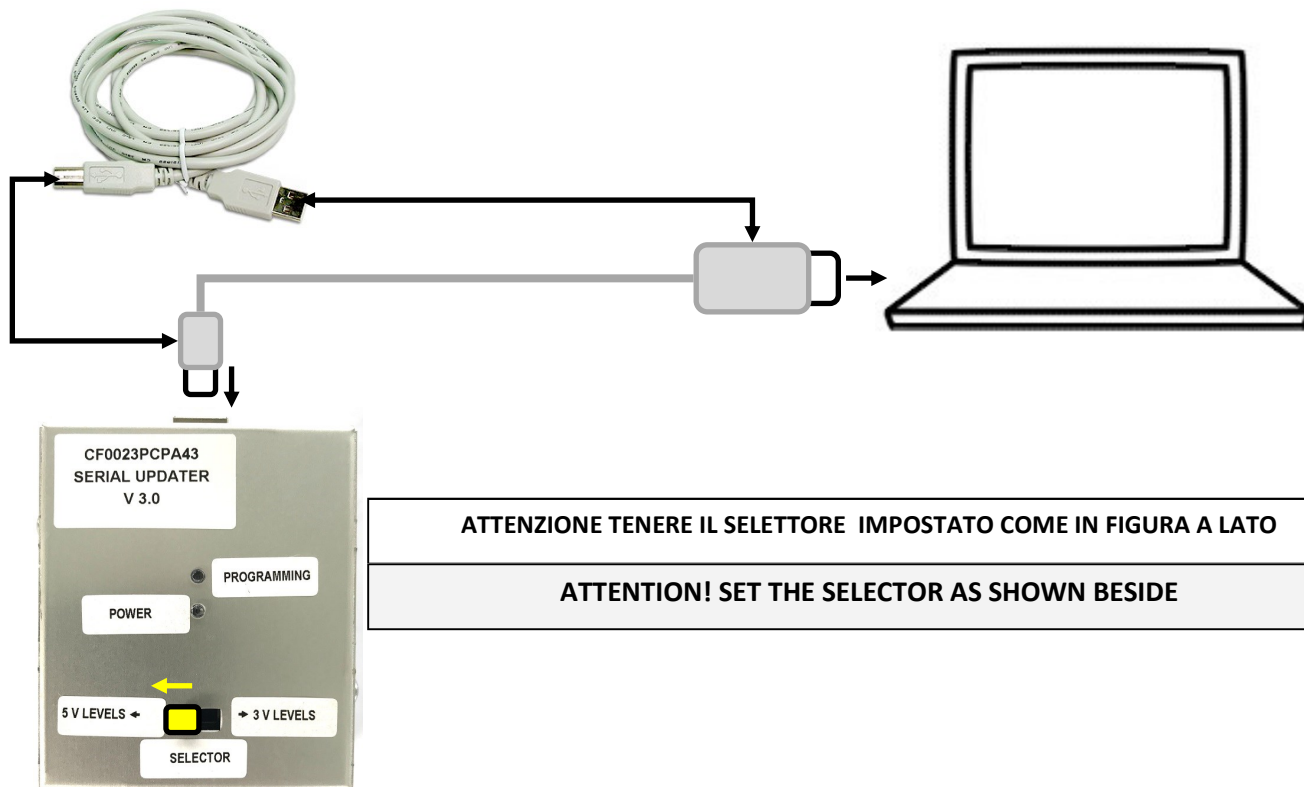 CF0023PCPA43
SERIAL UPDATER
V 3.0
PROGRAMMING
POWER
5 V LEVELS ←
→ 3 V LEVELS
SELECTOR
ATTENZIONE TENERE IL SELETTORE IMPOSTATO COME IN FIGURA A LATO
ATTENTION! SET THE SELECTOR AS SHOWN BESIDE